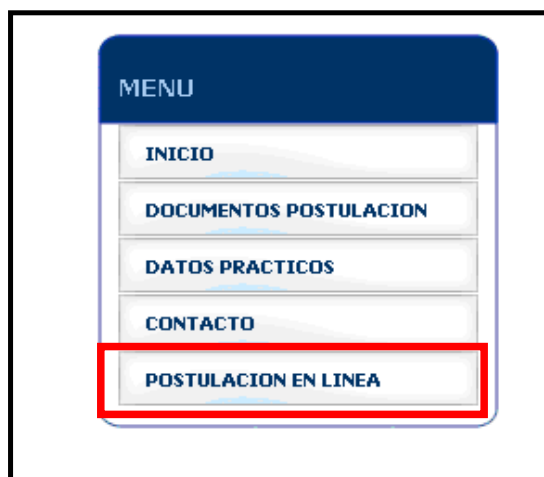 MENU
INICIO
DOCUMENTOS POSTULACION
DATOS PRACTICOS
CONTACTO
POSTULACION EN LINEA